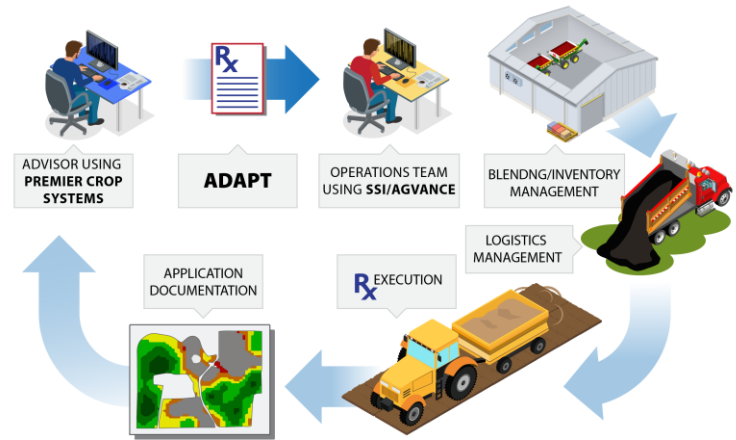 Rx
ADVISOR USING
PREMIER CROP
SYSTEMS
ADAPT
OPERATIONS TEAM
USING SSI/AGVANCE
BLENDNG/INVENTORY
MANAGEMENT
LOGISTICS
MANAGEMENT
Rx EXECUTION
APPLICATION
DOCUMENTATION